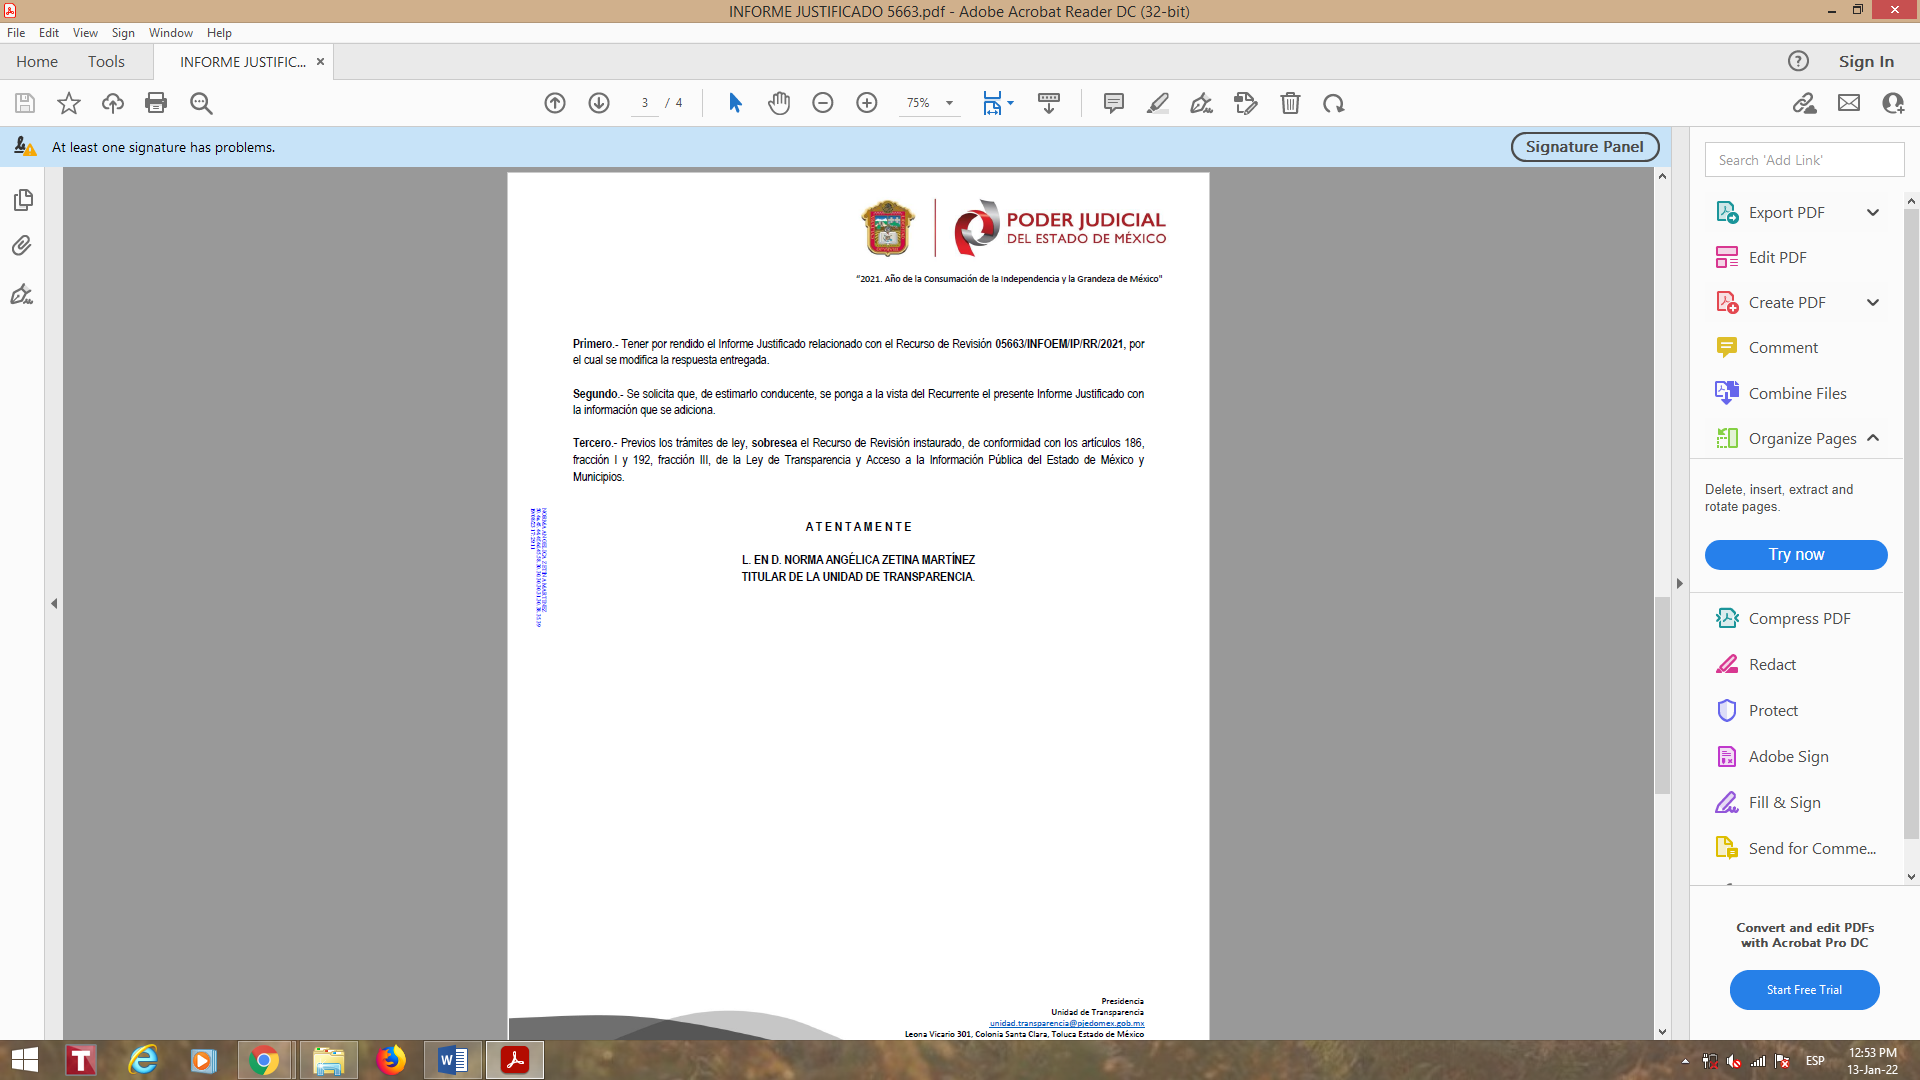 INFORME JUSTIFICADO 5663.pdf - Adobe Acrobat Reader DC (32-bit)
File Edit View Sign Window Help
Home Tools INFORME JUSTIFIC... Sign In
3 / 4 75%
At least one signature has problems. Signature Panel
PODER JUDICIAL
DEL ESTADO DE MÉXICO
“2021. Año de la Consumación de la Independencia y la Grandeza de México”
Primero.- Tener por rendido el Informe Justificado relacionado con el Recurso de Revisión 05663/INFOEM/IP/RR/2021, por
el cual se modifica la respuesta entregada.
Segundo.- Se solicita que, de estimarlo conducente, se ponga a la vista del Recurrente el presente Informe Justificado con
la información que se adiciona.
Tercero.- Previos los trámites de ley, sobresea el Recurso de Revisión instaurado, de conformidad con los artículos 186,
fracción I y 192, fracción III, de la Ley de Transparencia y Acceso a la Información Pública del Estado de México y
Municipios.
A T E N T A M E N T E
L. EN D. NORMA ANGÉLICA ZETINA MARTÍNEZ
TITULAR DE LA UNIDAD DE TRANSPARENCIA.
NORMA ANGELICA ZETINA MARTINEZ
Presidencia
Unidad de Transparencia
unidad.transparencia@pjedomex.gob.mx
Leona Vicario 301, Colonia Santa Clara, Toluca Estado de México
Search 'Add Link'
Export PDF
Edit PDF
Create PDF
Comment
Combine Files
Organize Pages
Delete, insert, extract and
rotate pages.
Try now
Compress PDF
Redact
Protect
Adobe Sign
Fill & Sign
Send for Comme...
Convert and edit PDFs
with Acrobat Pro DC
Start Free Trial
ESP
12:53 PM
13-Jan-22